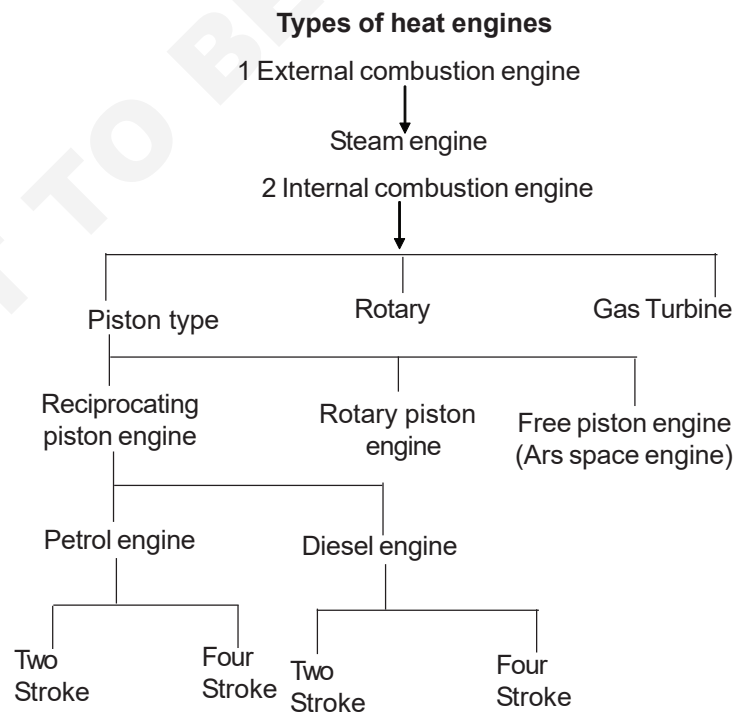 Types of heat engines
1 External combustion engine
Steam engine
2 Internal combustion engine
Piston type
Rotary
Gas Turbine
Reciprocating
piston engine
Rotary piston
engine
Free piston engine
(Ars space engine)
Petrol engine
Diesel engine
Two
Stroke
Four
Stroke
Two
Stroke
Four
Stroke
T TO BE